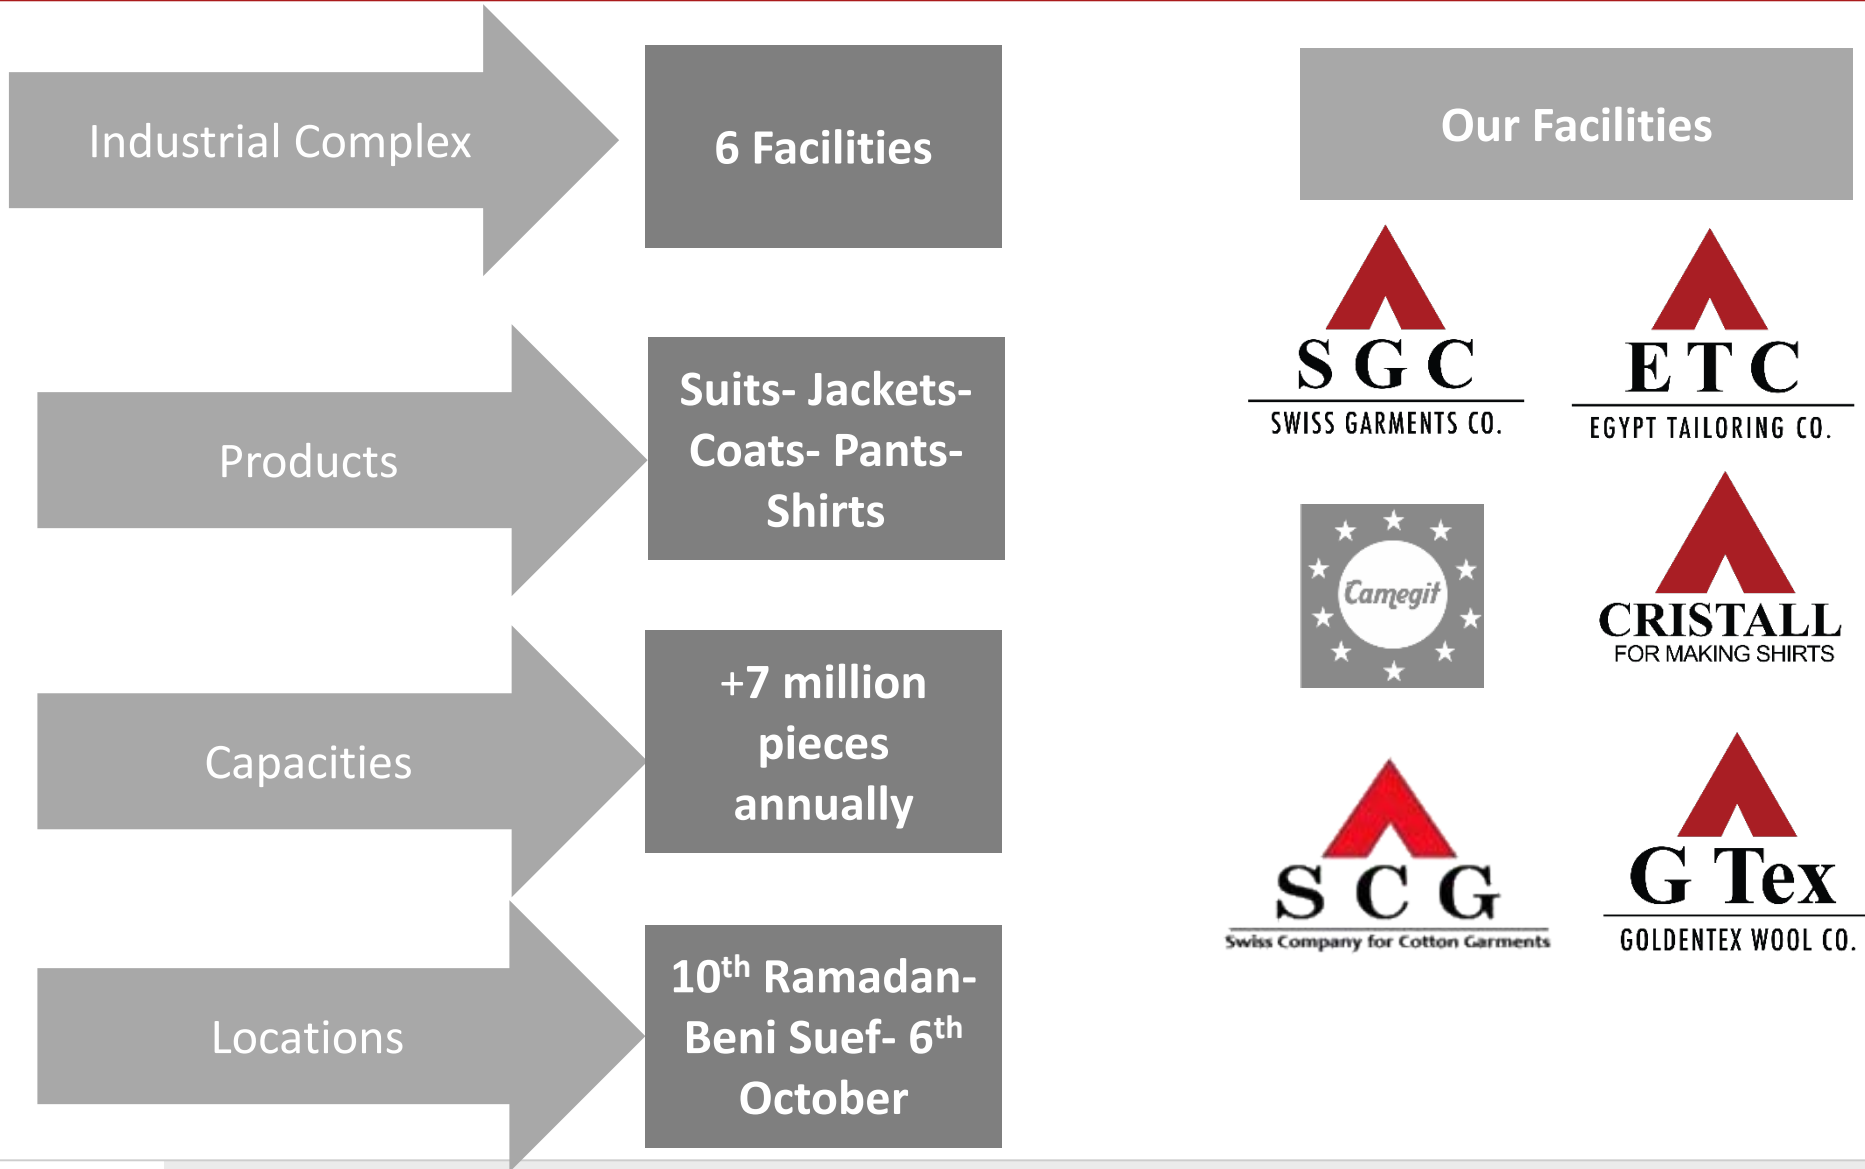 Industrial Complex
6 Facilities
Products
Suits- Jackets-
Coats- Pants-
Shirts
Capacities
+7 million
pieces
annually
Locations
10th Ramadan-
Beni Suef- 6th
October
Our Facilities
SGC
SWISS GARMENTS CO.
ETC
EGYPT TAILORING CO.
Camegit
CRISTALL
FOR MAKING SHIRTS
SCG
Swiss Company for Cotton Garments
G Tex
GOLDENTEX WOOL CO.